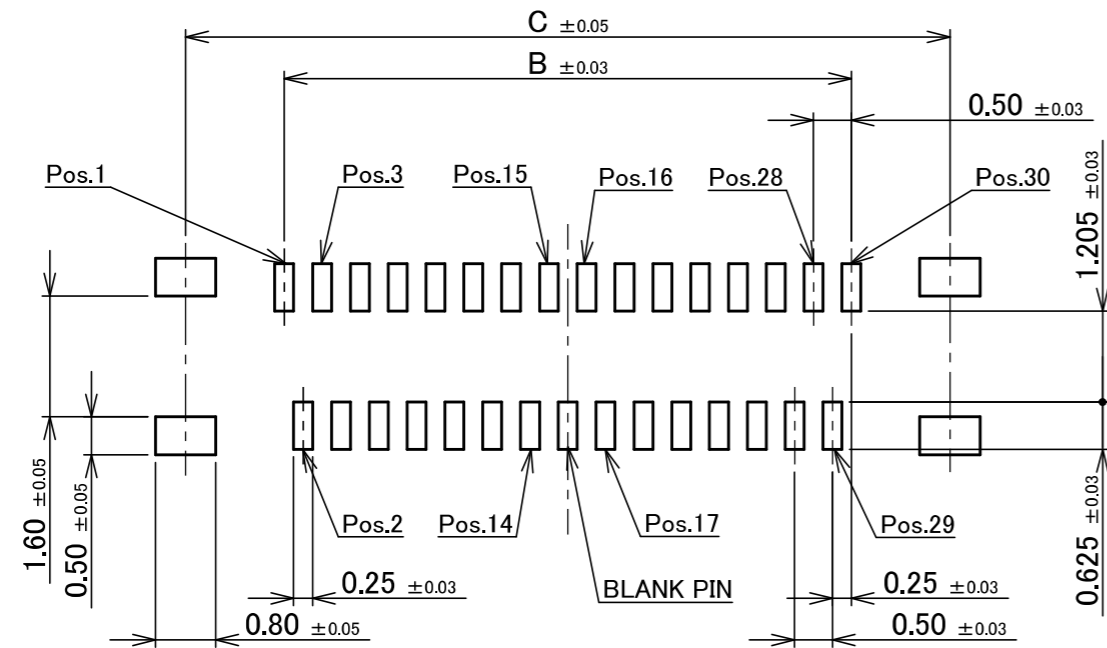 C ±0.05
B ±0.03
0.50 ±0.03
Pos.1
Pos.3
Pos.15
Pos.16
Pos.28
Pos.30
1.205 ±0.03
1.60 ±0.05
0.50 ±0.05
Pos.2
Pos.14
Pos.17
Pos.29
0.625 ±0.03
0.25 ±0.03
BLANK PIN
0.25 ±0.03
0.80 ±0.05
0.50 ±0.03